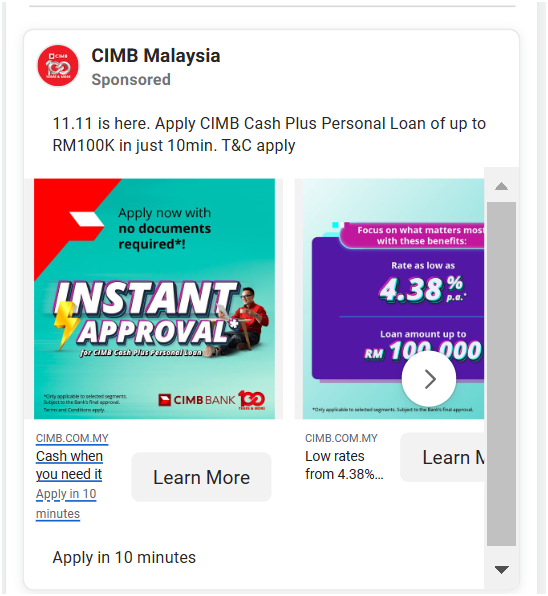 CIMB Malaysia
Sponsored
11.11 is here. Apply CIMB Cash Plus Personal Loan of up to
RM100K in just 10min. T&C apply
Apply now with
no documents
required*!
INSTANT
APPROVAL*
for CIMB Cash Plus Personal Loan
*Only applicable to selected segments.
Subject to the Bank's final approval.
Terms and Conditions apply.
CIMB BANK 100
YEARS & MORE
Focus on what matters most
with these benefits:
Rate as low as
4.38% p.a.*
Loan amount up to
RM 100,000
*Only applicable to selected segments. Subject to the Bank's final approval.
CIMB.COM.MY
Cash when
you need it
Apply in 10
minutes
Learn More
CIMB.COM.MY
Low rates
from 4.38%...
Learn M
Apply in 10 minutes